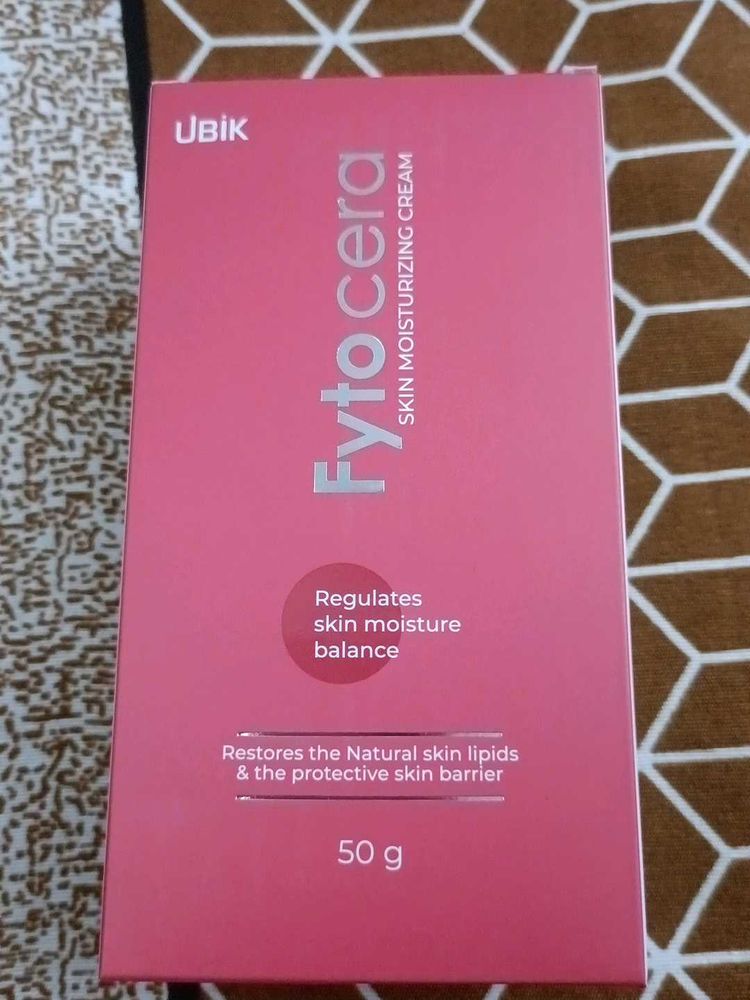 UBiK
Fytocera
SKIN MOISTURIZING CREAM
Regulates
skin moisture
balance
Restores the Natural skin lipids
& the protective skin barrier
50 g